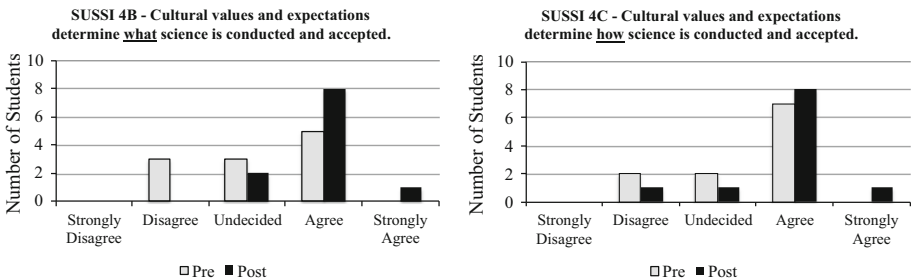 SUSSI 4B - Cultural values and expectations
determine what science is conducted and accepted.
Number of Students
10
8
6
4
2
0
Strongly
Disagree
Disagree
Undecided
Agree
Strongly
Agree
Pre
Post
SUSSI 4C - Cultural values and expectations
determine how science is conducted and accepted.
Number of Students
10
8
6
4
2
0
Strongly
Disagree
Disagree
Undecided
Agree
Strongly
Agree
Pre
Post